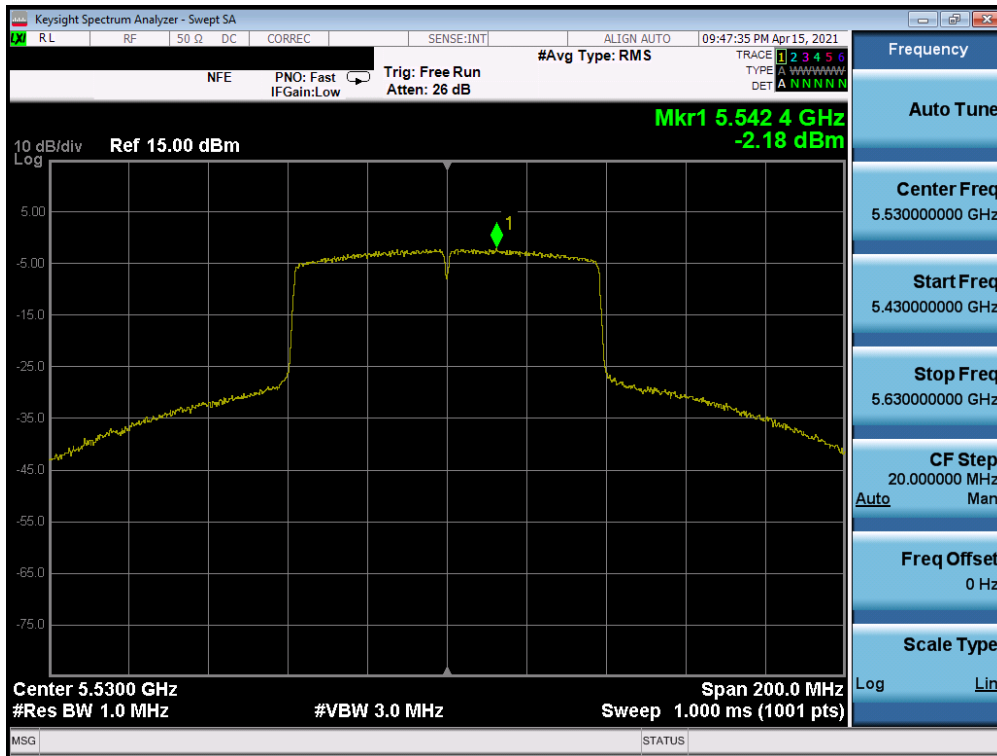 Keysight Spectrum Analyzer - Swept SA
LXI RL RF 50 Ω DC CORREC SENSE:INT ALIGN AUTO 09:47:35 PM Apr 15, 2021
NFE PNO: Fast Trig: Free Run #Avg Type: RMS TRACE 1 2 3 4 5 6
IFGain:Low Atten: 26 dB TYPE A WWWWW
DET A N N N N N
Mkr1 5.542 4 GHz
-2.18 dBm
10 dB/div Ref 15.00 dBm
Log
5.00
1
-5.00
-15.0
-25.0
-35.0
-45.0
-55.0
-65.0
-75.0
Center 5.5300 GHz Span 200.0 MHz
#Res BW 1.0 MHz #VBW 3.0 MHz Sweep 1.000 ms (1001 pts)
MSG STATUS
Frequency
Auto Tune
Center Freq
5.530000000 GHz
Start Freq
5.430000000 GHz
Stop Freq
5.630000000 GHz
CF Step
20.000000 MHz
Auto Man
Freq Offset
0 Hz
Scale Type
Log Lin